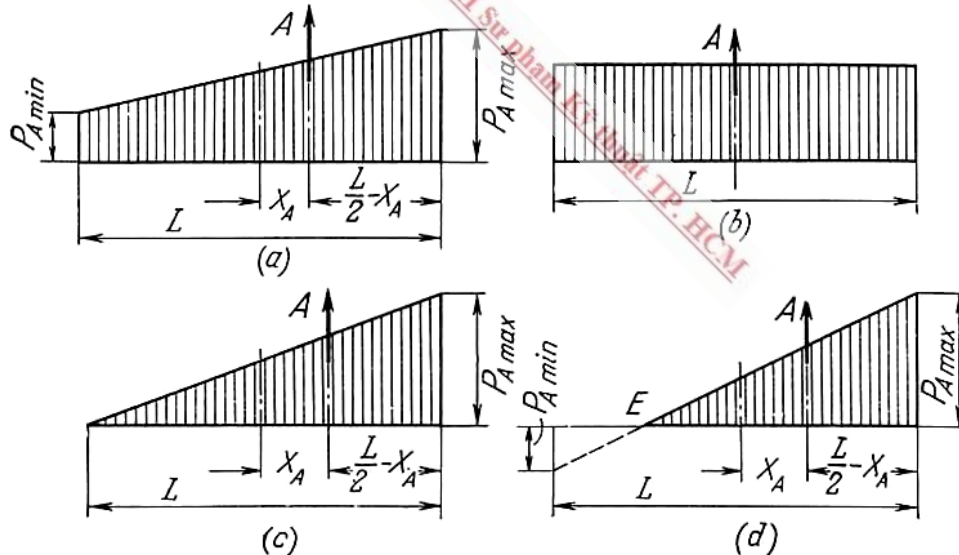 A
P_A min
P_A max
X_A
L/2-X_A
L
(a)
A
L
(b)
A
P_A max
X_A
L/2-X_A
L
(c)
A
P_A min
E
P_A max
X_A
L/2-X_A
L
(d)
Sư phạm Kỹ thuật TP. HCM